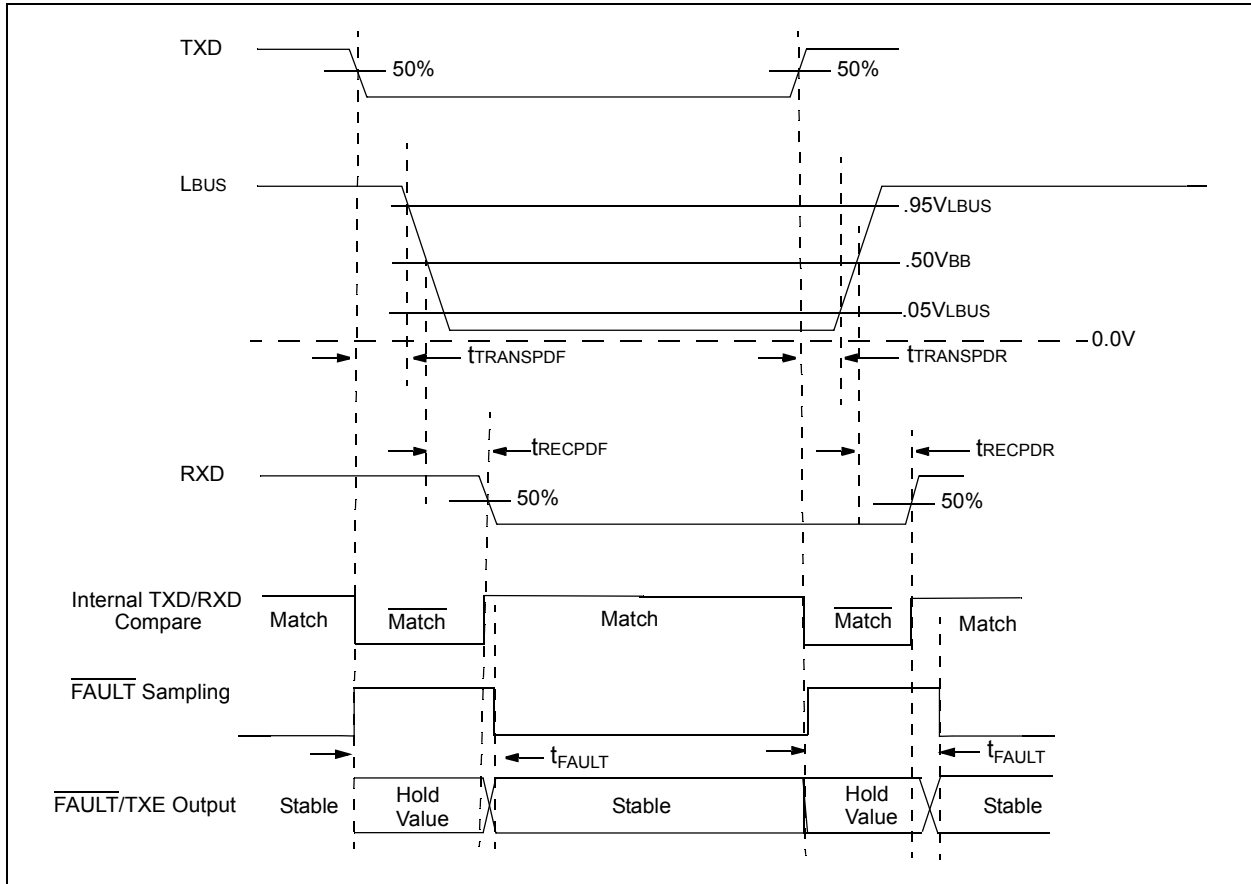 TXD
50%
50%
LBUS
.95VLBUS
.50VBB
.05VLBUS
0.0V
tTRANSPDF
tTRANSPDR
tRECPDF
tRECPDR
RXD
50%
50%
Internal TXD/RXD
Compare
Match
Match
Match
Match
Match
FAULT Sampling
tFAULT
tFAULT
FAULT/TXE Output
Stable
Hold
Value
Stable
Hold
Value
Stable